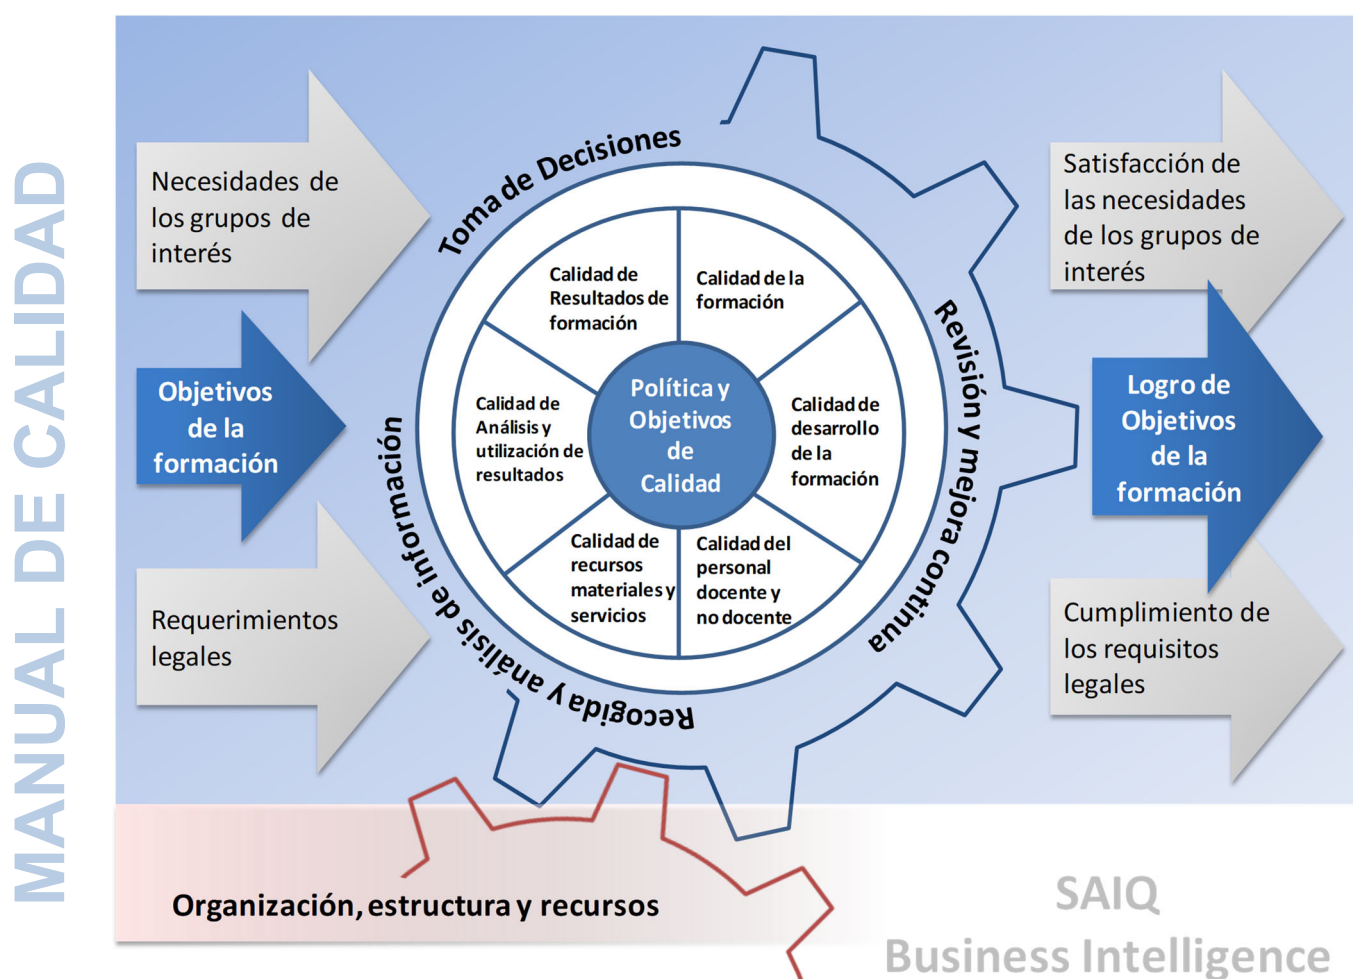 MANUAL DE CALIDAD
Necesidades de
los grupos de
interés
Objetivos
de la
formación
Requerimientos
legales
Toma de Decisiones
Revisión y mejora continua
Recogida y análisis de información
Calidad de
Resultados de
formación
Calidad de la
formación
Calidad de
desarrollo
de la
formación
Calidad del
personal
docente y
no docente
Calidad de
recursos
materiales y
servicios
Calidad de
Análisis y
utilización de
resultados
Política y
Objetivos
de
Calidad
Satisfacción de
las necesidades
de los grupos de
interés
Logro de
Objetivos
de la
formación
Cumplimiento de
los requisitos
legales
Organización, estructura y recursos
SAIQ
Business Intelligence